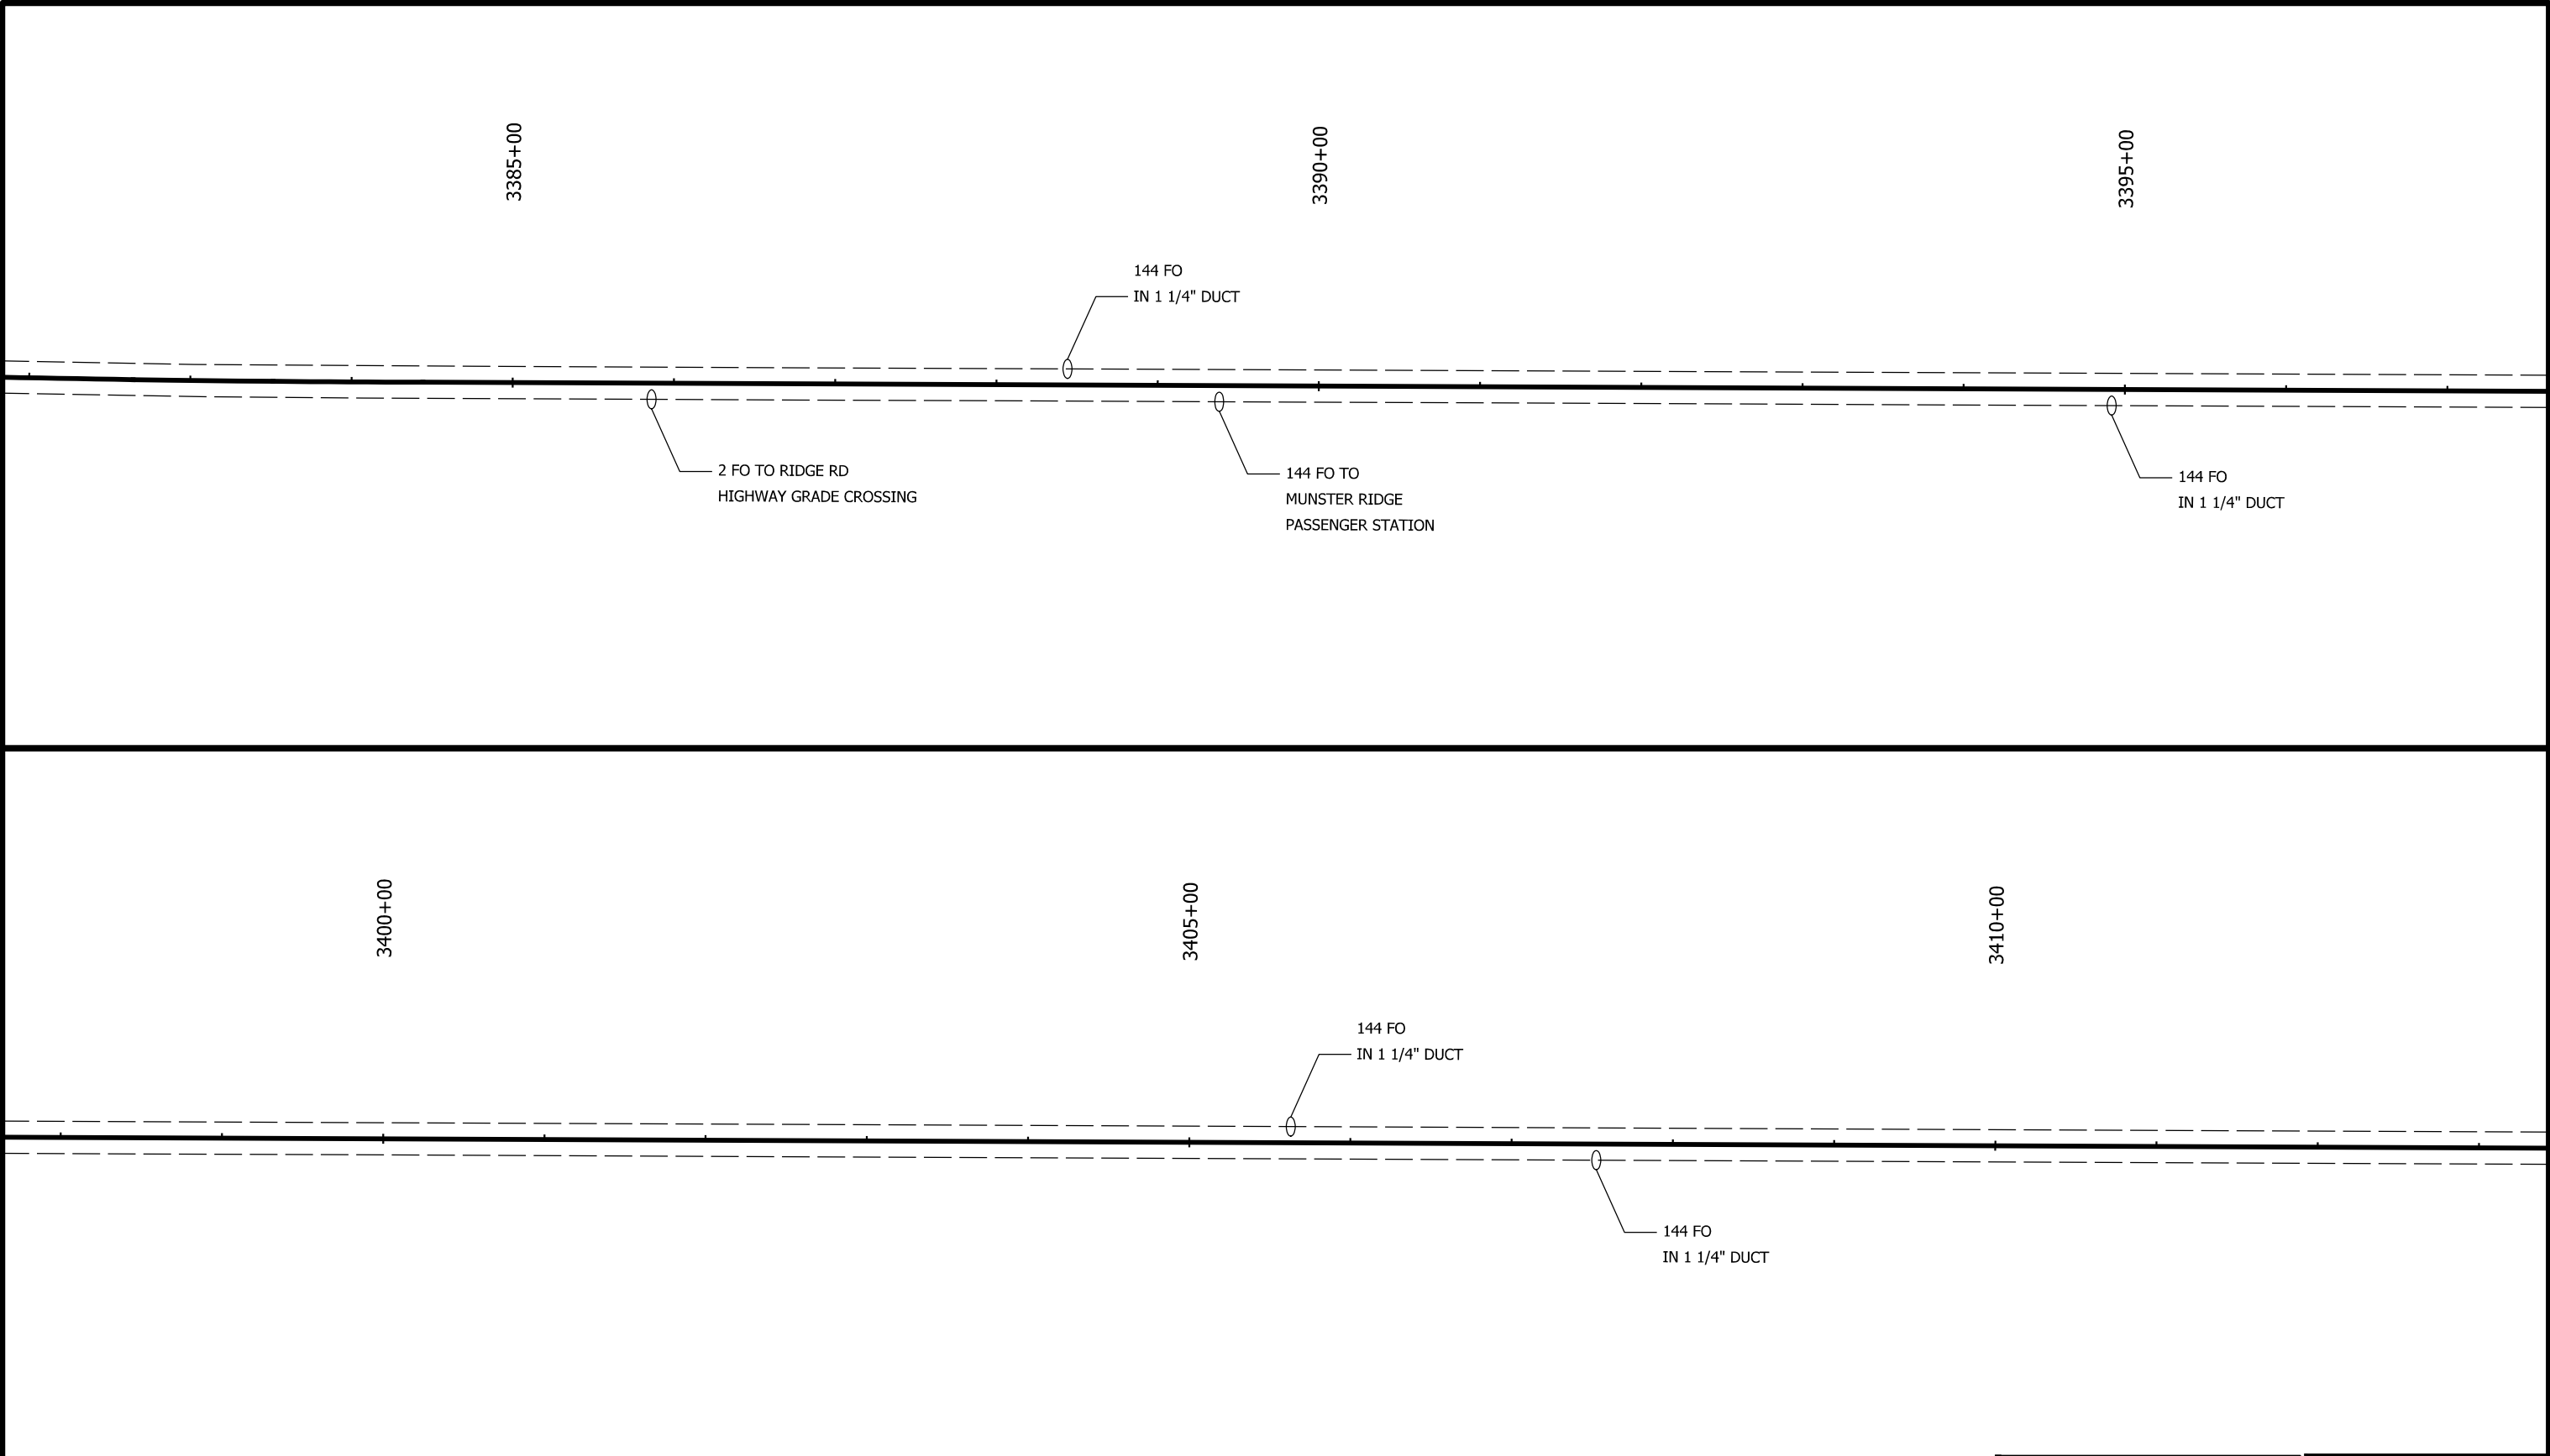 3385+00
3390+00
3395+00
144 FO
IN 1 1/4" DUCT
2 FO TO RIDGE RD
HIGHWAY GRADE CROSSING
144 FO TO
MUNSTER RIDGE
PASSENGER STATION
144 FO
IN 1 1/4" DUCT
3400+00
3405+00
3410+00
144 FO
IN 1 1/4" DUCT
144 FO
IN 1 1/4" DUCT